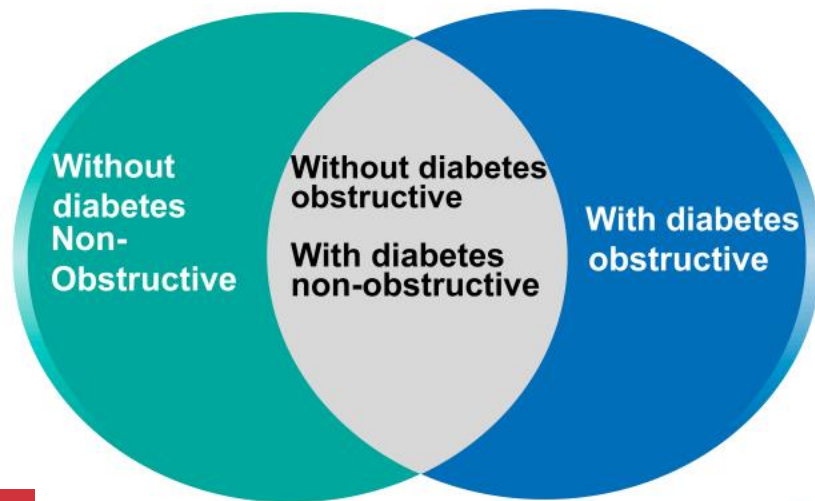 Without
diabetes
Non-
Obstructive
Without diabetes
obstructive
With diabetes
non-obstructive
With diabetes
obstructive